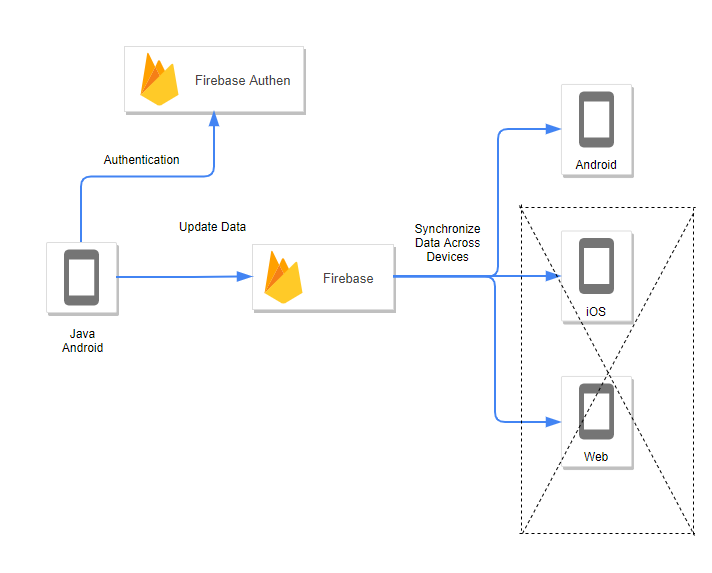 Firebase Authen
Authentication
Android
Update Data
Synchronize
Data Across
Devices
Firebase
iOS
Java
Android
Web